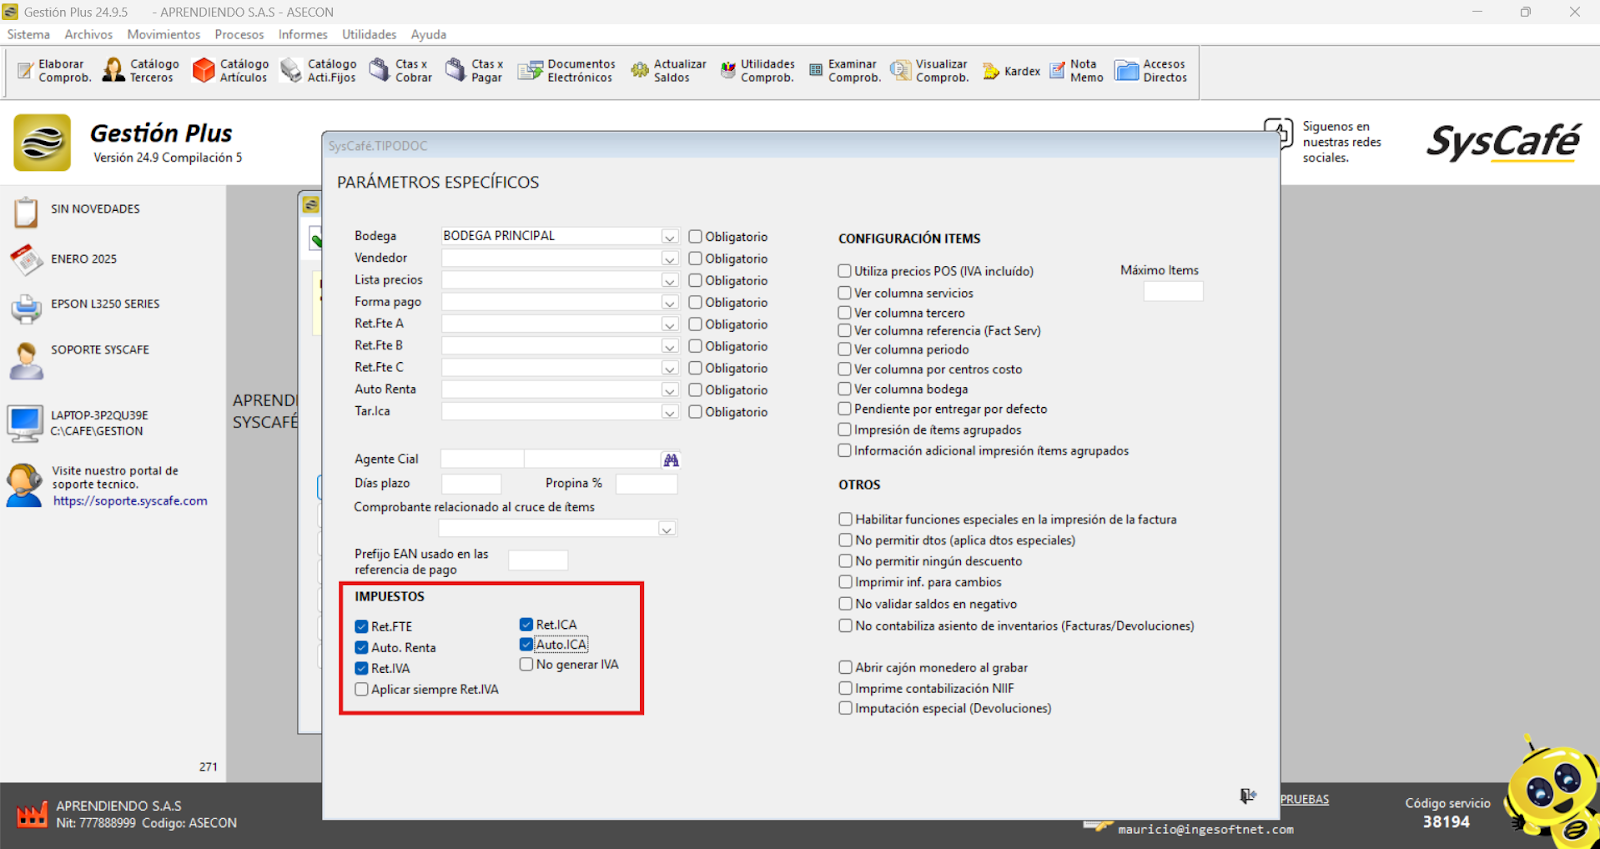 Gestión Plus 24.9.5 - APRENDIENDO S.A.S - ASECON
Sistema Archivos Movimientos Procesos Informes Utilidades Ayuda
Elaborar Comprob.
Catálogo Terceros
Catálogo Artículos
Catálogo Acti.Fijos
Ctas x Cobrar
Ctas x Pagar
Documentos Electrónicos
Actualizar Saldos
Utilidades Comprob.
Examinar Comprob.
Visualizar Comprob.
Kardex
Nota Memo
Accesos Directos
Gestión Plus
Versión 24.9 Compilación 5
Siguenos en
nuestras redes
sociales.
SysCafé
SIN NOVEDADES
ENERO 2025
EPSON L3250 SERIES
SOPORTE SYSCAFE
LAPTOP-3P2QU39E
C:\CAFE\GESTION
Visite nuestro portal de
soporte tecnico.
https://soporte.syscafe.com
271
APREND
SYSCAFÉ
SysCafé.TIPODOC
PARÁMETROS ESPECÍFICOS
Bodega BODEGA PRINCIPAL Obligatorio
Vendedor Obligatorio
Lista precios Obligatorio
Forma pago Obligatorio
Ret.Fte A Obligatorio
Ret.Fte B Obligatorio
Ret.Fte C Obligatorio
Auto Renta Obligatorio
Tar.Ica Obligatorio
Agente Cial
Días plazo Propina %
Comprobante relacionado al cruce de ítems
Prefijo EAN usado en las
referencia de pago
IMPUESTOS
Ret.FTE Ret.ICA
Auto. Renta Auto.ICA
Ret.IVA No generar IVA
Aplicar siempre Ret.IVA
CONFIGURACIÓN ITEMS
Utiliza precios POS (IVA incluído) Máximo Items
Ver columna servicios
Ver columna tercero
Ver columna referencia (Fact Serv)
Ver columna periodo
Ver columna por centros costo
Ver columna bodega
Pendiente por entregar por defecto
Impresión de ítems agrupados
Información adicional impresión ítems agrupados
OTROS
Habilitar funciones especiales en la impresión de la factura
No permitir dtos (aplica dtos especiales)
No permitir ningún descuento
Imprimir inf. para cambios
No validar saldos en negativo
No contabiliza asiento de inventarios (Facturas/Devoluciones)
Abrir cajón monedero al grabar
Imprime contabilización NIIF
Imputación especial (Devoluciones)
APRENDIENDO S.A.S
Nit: 777888999 Codigo: ASECON
PRUEBAS
mauricio@ingesoftnet.com
Código servicio
38194